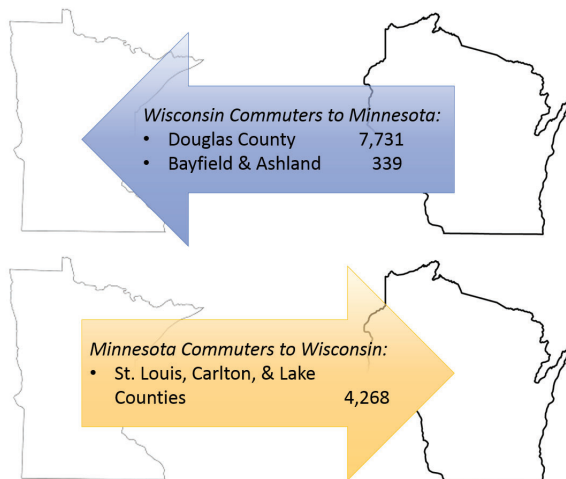 Wisconsin Commuters to Minnesota:
• Douglas County 7,731
• Bayfield & Ashland 339
Minnesota Commuters to Wisconsin:
• St. Louis, Carlton, & Lake
Counties 4,268